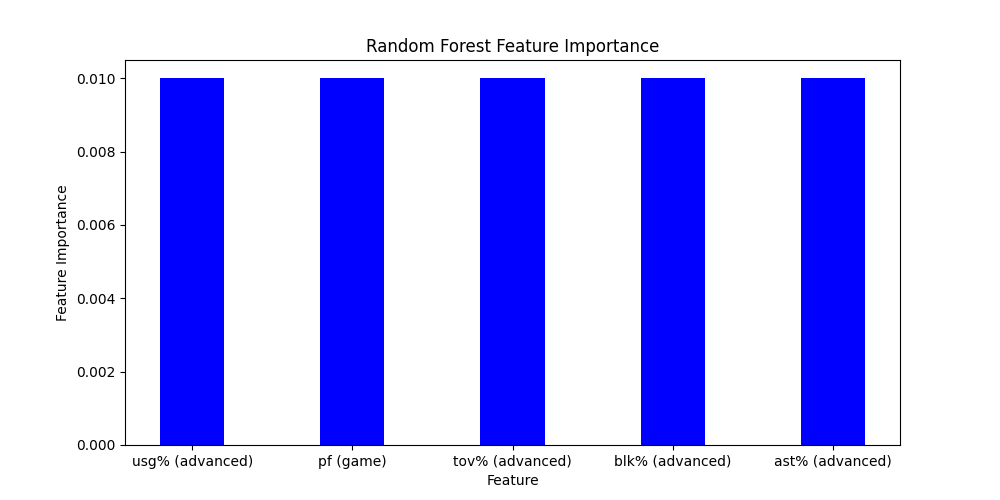 Random Forest Feature Importance
Feature Importance
0.010
0.008
0.006
0.004
0.002
0.000
usg% (advanced) pf (game) tov% (advanced) blk% (advanced) ast% (advanced)
Feature